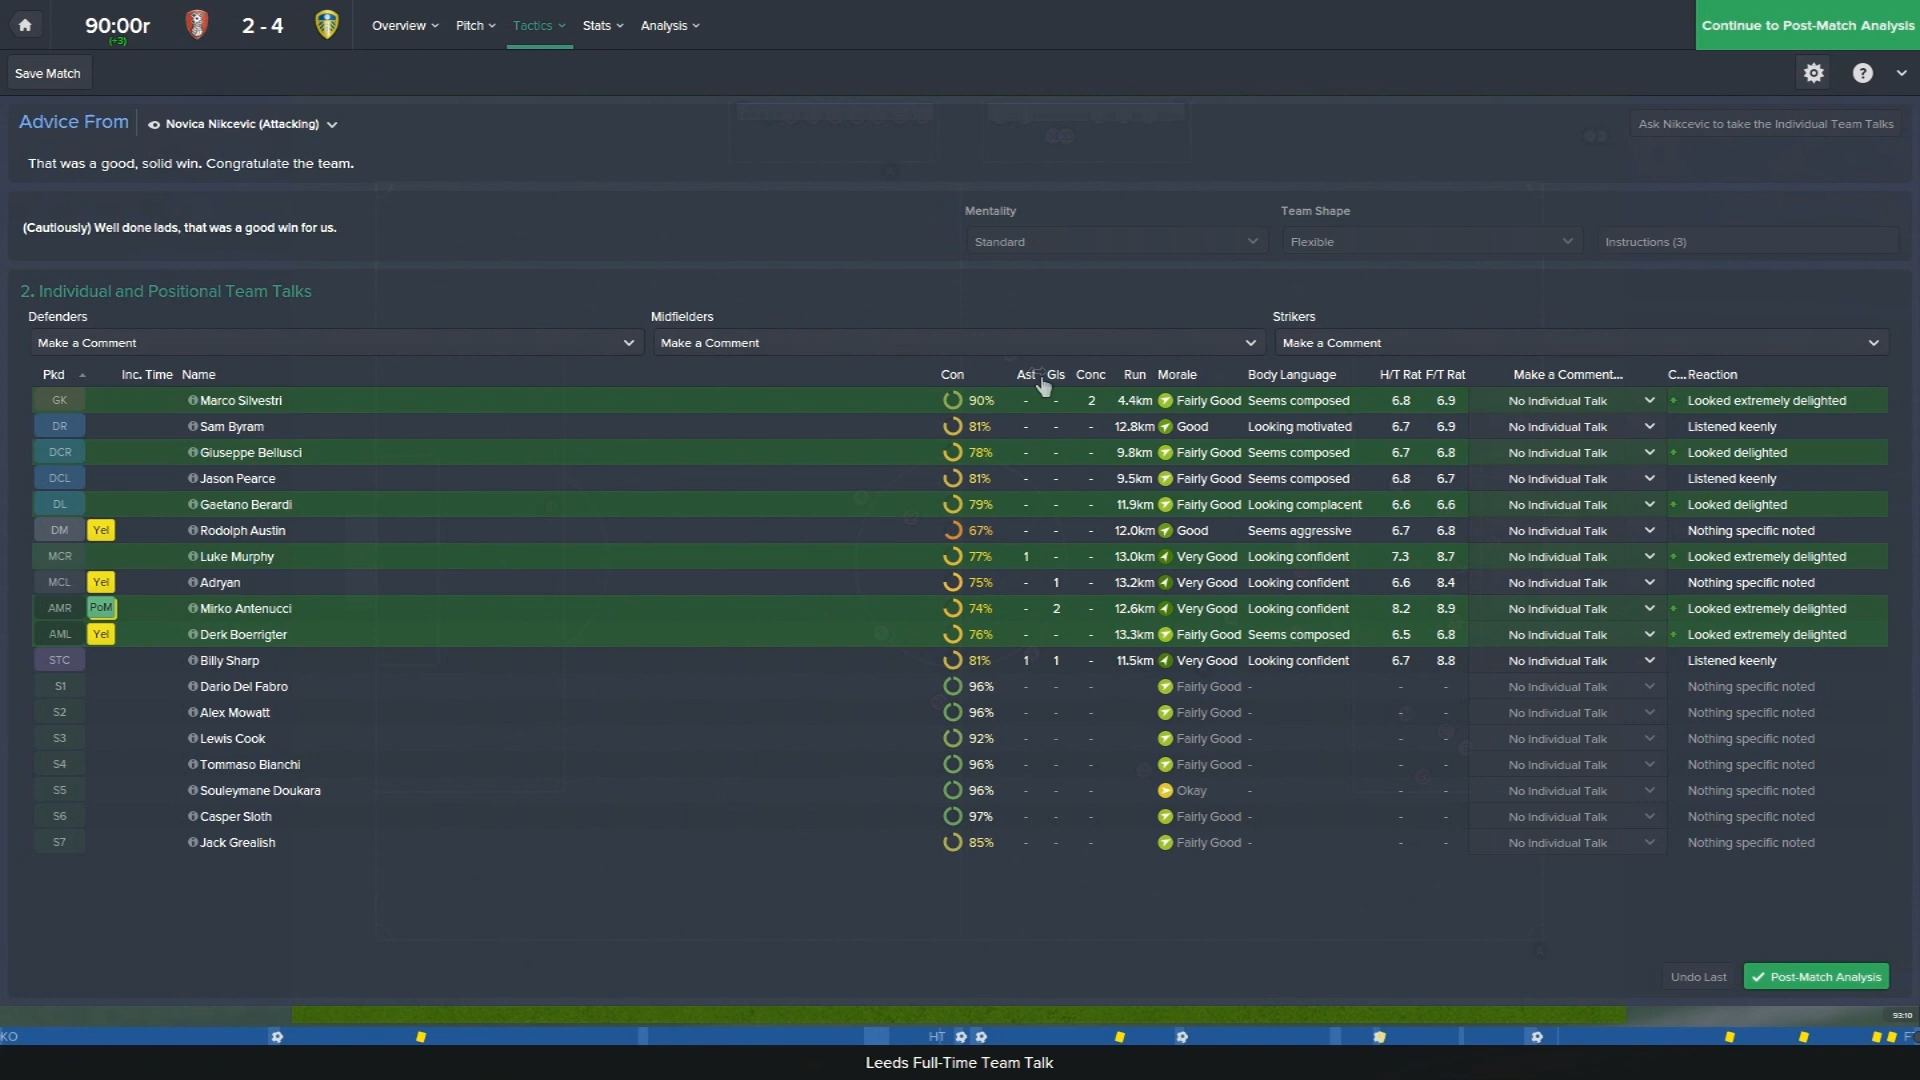 90:00r 2 - 4 Overview Pitch Tactics Stats Analysis Continue to Post-Match Analysis
(+3)
Save Match ?
Advice From Novica Nikcevic (Attacking) Ask Nikcevic to take the Individual Team Talks
That was a good, solid win. Congratulate the team.
Mentality Team Shape
(Cautiously) Well done lads, that was a good win for us.
Standard Flexible Instructions (3)
2. Individual and Positional Team Talks
Defenders Midfielders Strikers
Make a Comment Make a Comment Make a Comment
Pkd Inc. Time Name Con Ast Gls Conc Run Morale Body Language H/T Rat F/T Rat Make a Comment... C... Reaction
GK Marco Silvestri 90% - - 2 4.4km Fairly Good Seems composed 6.8 6.9 No Individual Talk Looked extremely delighted
DR Sam Byram 81% - - - 12.8km Good Looking motivated 6.7 6.9 No Individual Talk Listened keenly
DCR Giuseppe Bellusci 78% - - - 9.8km Fairly Good Seems composed 6.7 6.8 No Individual Talk Looked delighted
DCL Jason Pearce 81% - - - 9.5km Fairly Good Seems composed 6.8 6.7 No Individual Talk Listened keenly
DL Gaetano Berardi 79% - - - 11.9km Fairly Good Looking complacent 6.6 6.6 No Individual Talk Looked delighted
DM Yel Rodolph Austin 67% - - - 12.0km Good Seems aggressive 6.7 6.8 No Individual Talk Nothing specific noted
MCR Luke Murphy 77% 1 - - 13.0km Very Good Looking confident 7.3 8.7 No Individual Talk Looked extremely delighted
MCL Yel Adryan 75% - 1 - 13.2km Very Good Looking confident 6.6 8.4 No Individual Talk Nothing specific noted
AMR PoM Mirko Antenucci 74% - 2 - 12.6km Very Good Looking confident 8.2 8.9 No Individual Talk Looked extremely delighted
AML Yel Derk Boerrigter 76% - - - 13.3km Fairly Good Seems composed 6.5 6.8 No Individual Talk Looked extremely delighted
STC Billy Sharp 81% 1 1 - 11.5km Very Good Looking confident 6.7 8.8 No Individual Talk Listened keenly
S1 Dario Del Fabro 96% - - - Fairly Good - - - No Individual Talk Nothing specific noted
S2 Alex Mowatt 96% - - - Fairly Good - - - No Individual Talk Nothing specific noted
S3 Lewis Cook 92% - - - Fairly Good - - - No Individual Talk Nothing specific noted
S4 Tommaso Bianchi 96% - - - Fairly Good - - - No Individual Talk Nothing specific noted
S5 Souleymane Doukara 96% - - - Okay - - - No Individual Talk Nothing specific noted
S6 Casper Sloth 97% - - - Fairly Good - - - No Individual Talk Nothing specific noted
S7 Jack Grealish 85% - - - Fairly Good - - - No Individual Talk Nothing specific noted
Undo Last Post-Match Analysis
93:10
KO HT F
Leeds Full-Time Team Talk